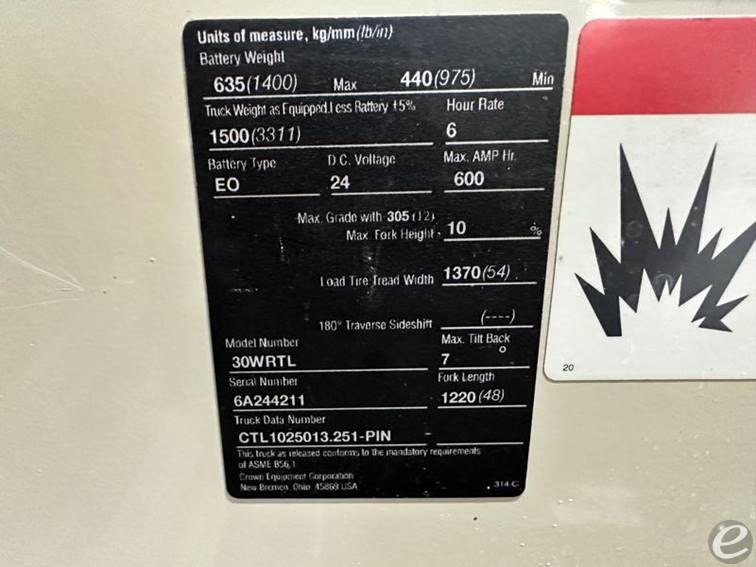 Units of measure, kg/mm (lb/in)
Battery Weight
635 (1400) Max 440 (975) Min
Truck Weight as Equipped Less Battery ±5% Hour Rate
1500 (3311) 6
Battery Type D.C. Voltage Max. AMP Hr.
EO 24 600
Max. Grade with 305 (12)
Max. Fork Height - 10 %
Load Tire Tread Width 1370 (54)
180° Traverse Sideshift (----)
Model Number Max. Tilt Back
30WRTL 7 °
Serial Number Fork Length
6A244211 1220 (48)
Truck Data Number
CTL1025013.251-PIN -
This truck as released conforms to the mandatory requirements
of ASME B56.1
Crown Equipment Corporation
New Bremen, Ohio 45869 USA 314-C
20
e